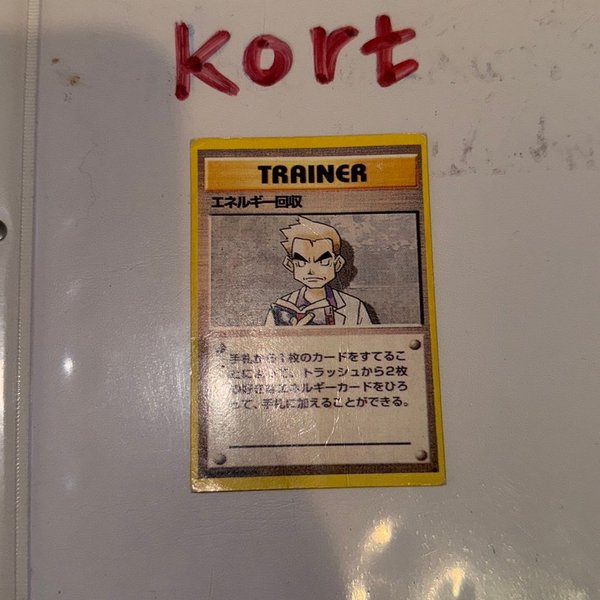 Kort
TRAINER
エネルギー回収
手札から1枚のカードをすてるこ
とによって、トラッシュから2枚
の好きなエネルギーカードをひろ
って、手札に加えることができる。